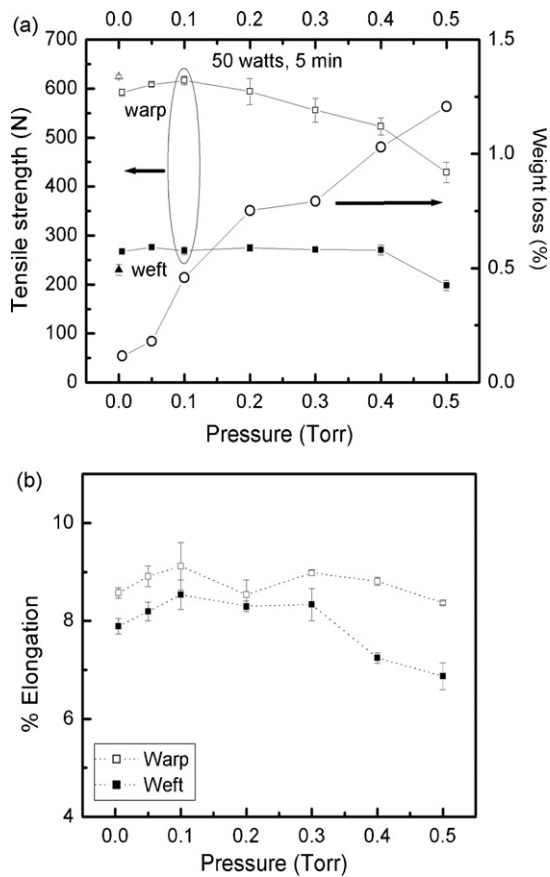 (a)
0.0 0.1 0.2 0.3 0.4 0.5
700
600
500
400
300
200
100
0
Tensile strength (N)
50 watts, 5 min
warp
weft
1.5
1.0
0.5
0.0
Weight loss (%)
0.0 0.1 0.2 0.3 0.4 0.5
Pressure (Torr)
(b)
10
8
6
4
% Elongation
Warp
Weft
0.0 0.1 0.2 0.3 0.4 0.5
Pressure (Torr)